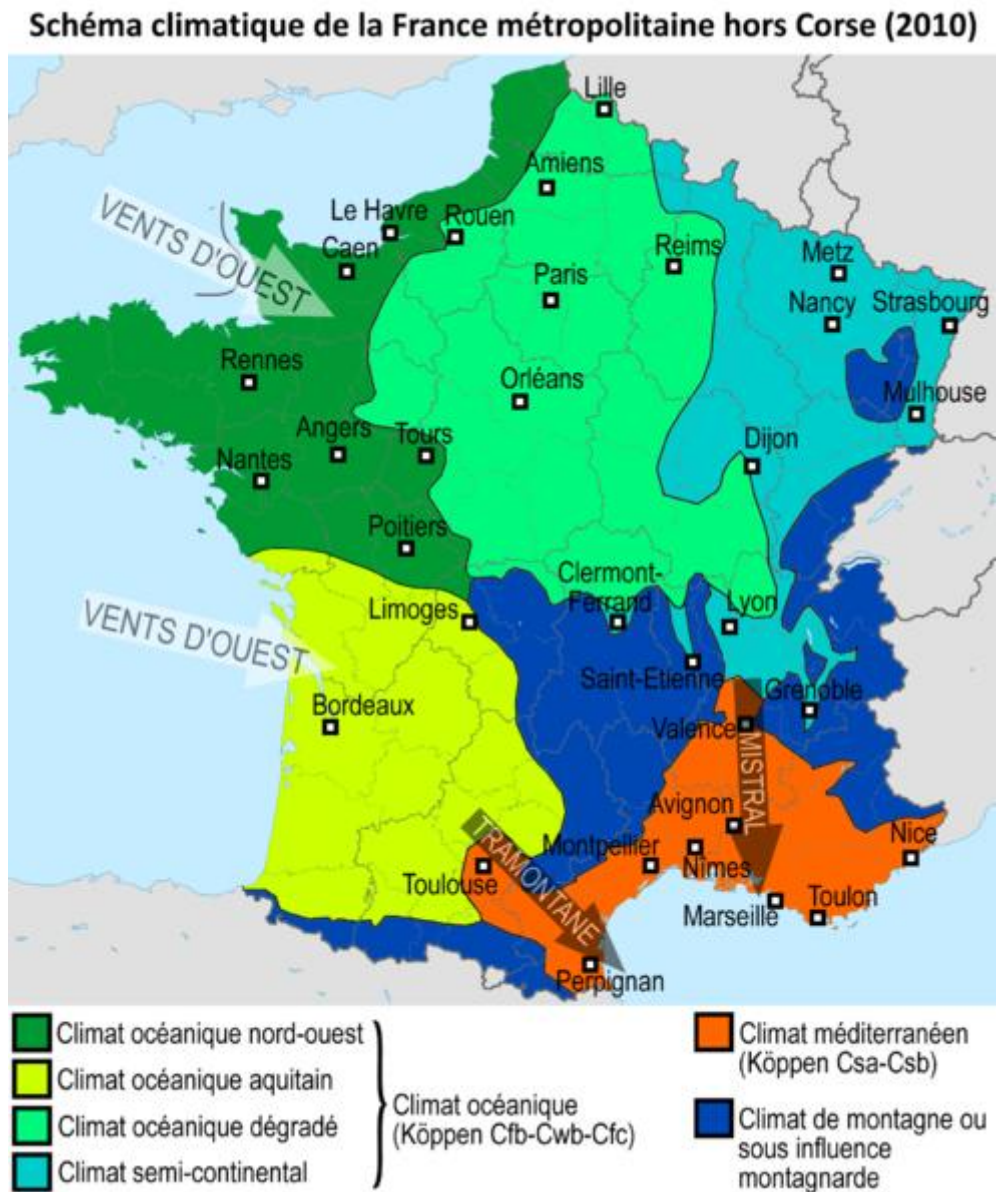 Schéma climatique de la France métropolitaine hors Corse (2010)
Lille
Amiens
VENTS D'OUEST
Le Havre
Rouen
Caen
Reims
Metz
Paris
Nancy
Strasbourg
Rennes
Orléans
Mulhouse
Angers
Tours
Dijon
Nantes
Poitiers
Clermont-
Ferrand
Limoges
Lyon
VENTS D'OUEST
Saint-Etienne
Grenoble
Bordeaux
Valence
MISTRAL
Avignon
TRAMONTANE
Montpellier
Nice
Toulouse
Nîmes
Marseille
Toulon
Perpignan
Climat océanique nord-ouest
Climat océanique aquitain
Climat océanique dégradé
Climat semi-continental
Climat océanique
(Köppen Cfb-Cwb-Cfc)
Climat méditerranéen
(Köppen Csa-Csb)
Climat de montagne ou
sous influence
montagnarde